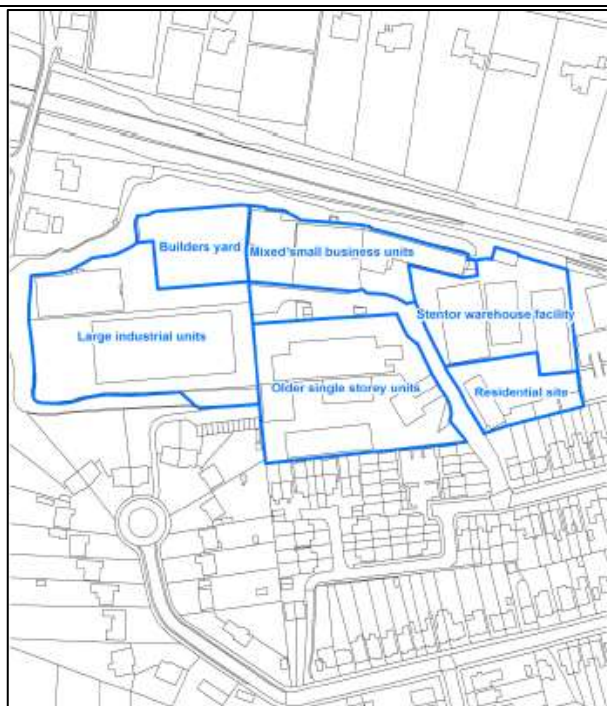 Builders yard
Mixed small business units
Stentor warehouse facility
Large industrial units
Older single storey units
Residential site